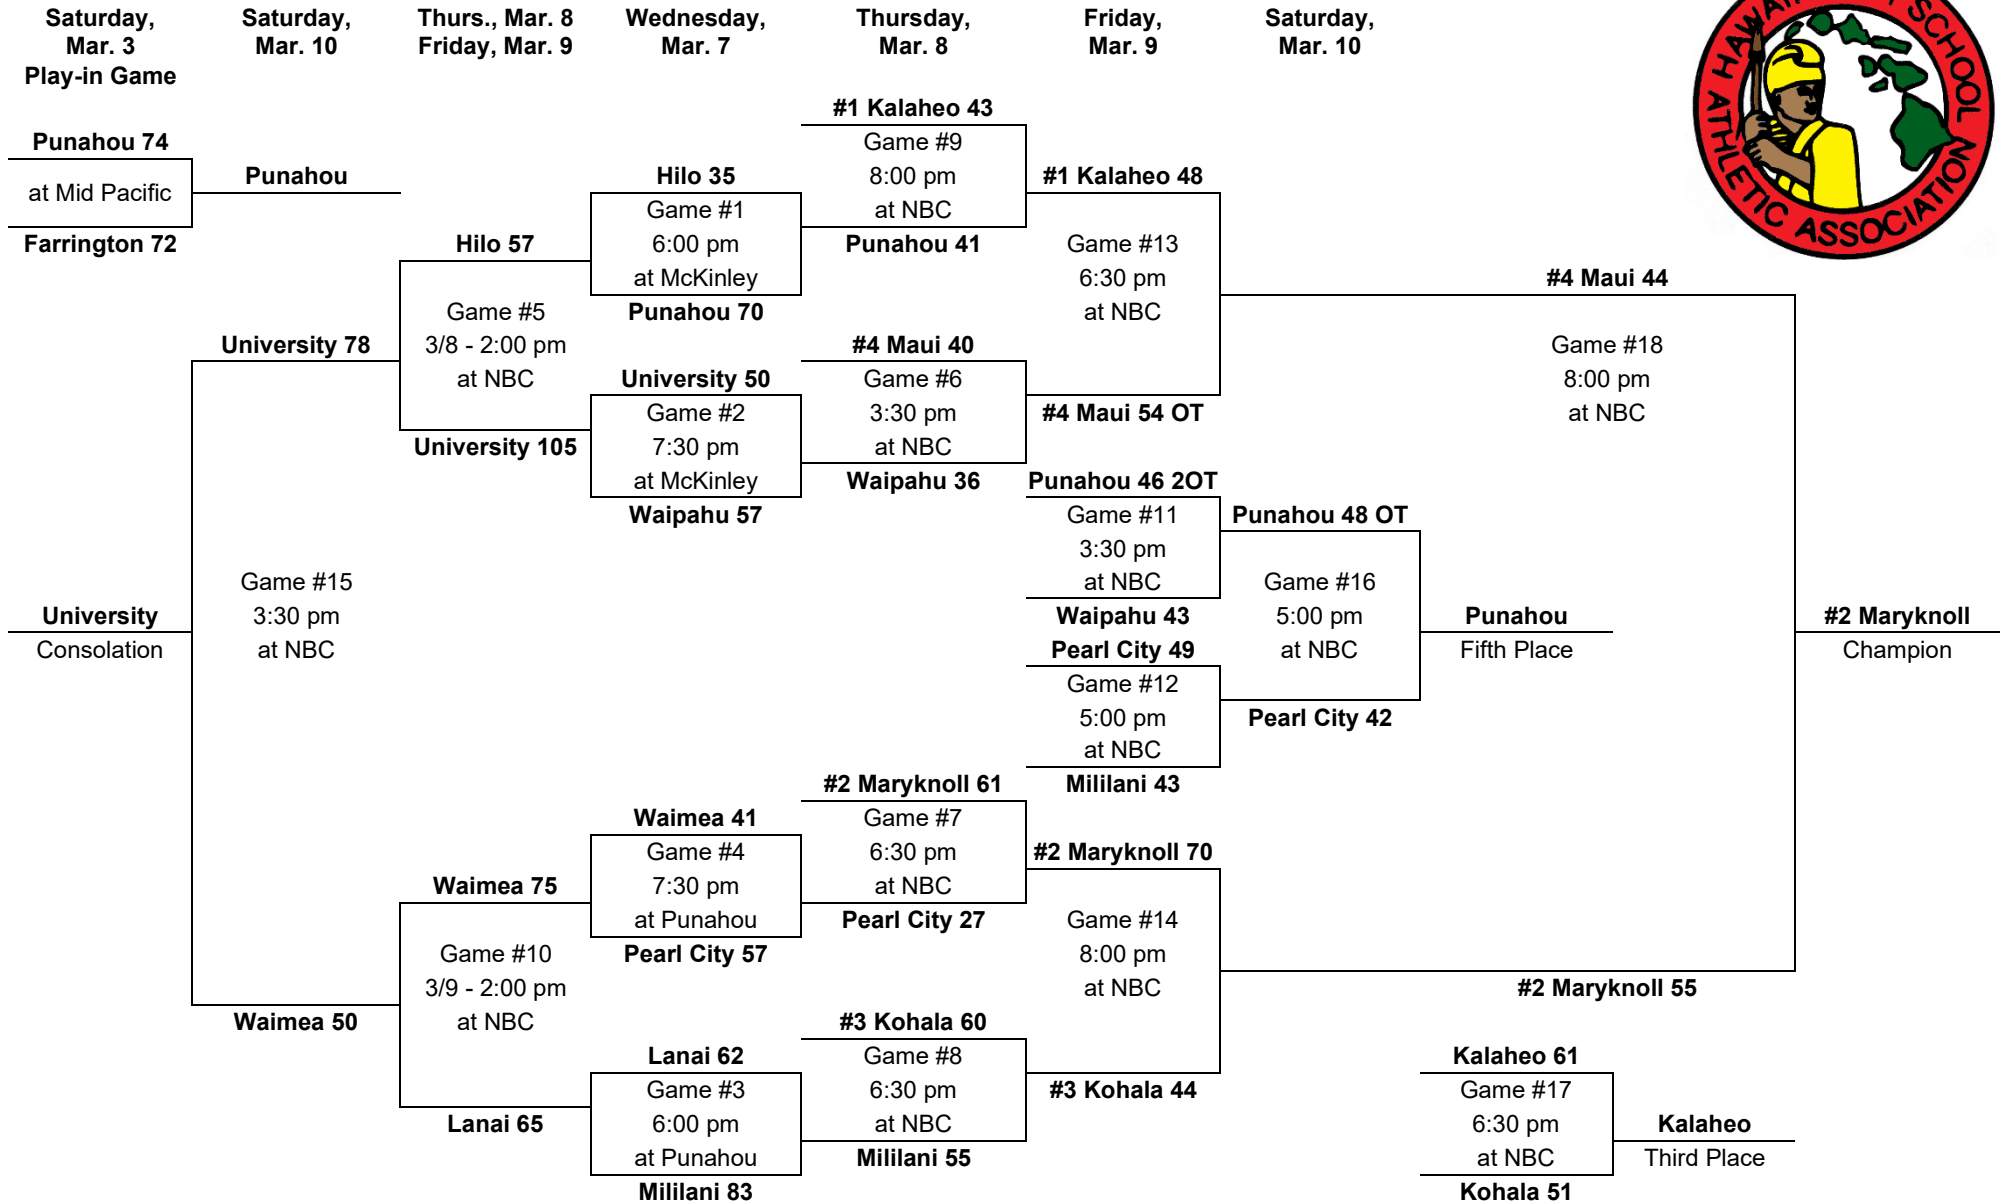 Saturday,
Mar. 3
Play-in Game
Saturday,
Mar. 10
Thurs., Mar. 8
Friday, Mar. 9
Wednesday,
Mar. 7
Thursday,
Mar. 8
Friday,
Mar. 9
Saturday,
Mar. 10
SCHOOL
ATHLETIC ASSOCIATION
Punahou 74
at Mid Pacific
Farrington 72
Punahou
Hilo 57
Game #5
3/8 - 2:00 pm
at NBC
University 105
University 78
Game #15
3:30 pm
at NBC
Waimea 50
University
Consolation
Waimea 75
Game #10
3/9 - 2:00 pm
at NBC
Lanai 65
Hilo 35
Game #1
6:00 pm
at McKinley
Punahou 70
University 50
Game #2
7:30 pm
at McKinley
Waipahu 57
Waimea 41
Game #4
7:30 pm
at Punahou
Pearl City 57
Lanai 62
Game #3
6:00 pm
at Punahou
Mililani 83
#1 Kalaheo 43
Game #9
8:00 pm
at NBC
Punahou 41
#4 Maui 40
Game #6
3:30 pm
at NBC
Waipahu 36
#2 Maryknoll 61
Game #7
6:30 pm
at NBC
Pearl City 27
#3 Kohala 60
Game #8
6:30 pm
at NBC
Mililani 55
#1 Kalaheo 48
Game #13
6:30 pm
at NBC
#4 Maui 54 OT
Punahou 46 2OT
Game #11
3:30 pm
at NBC
Waipahu 43
Pearl City 49
Game #12
5:00 pm
at NBC
Mililani 43
#2 Maryknoll 70
Game #14
8:00 pm
at NBC
#3 Kohala 44
Punahou 48 OT
Game #16
5:00 pm
at NBC
Pearl City 42
Punahou
Fifth Place
#4 Maui 44
Game #18
8:00 pm
at NBC
#2 Maryknoll 55
#2 Maryknoll
Champion
Kalaheo 61
Game #17
6:30 pm
at NBC
Kohala 51
Kalaheo
Third Place